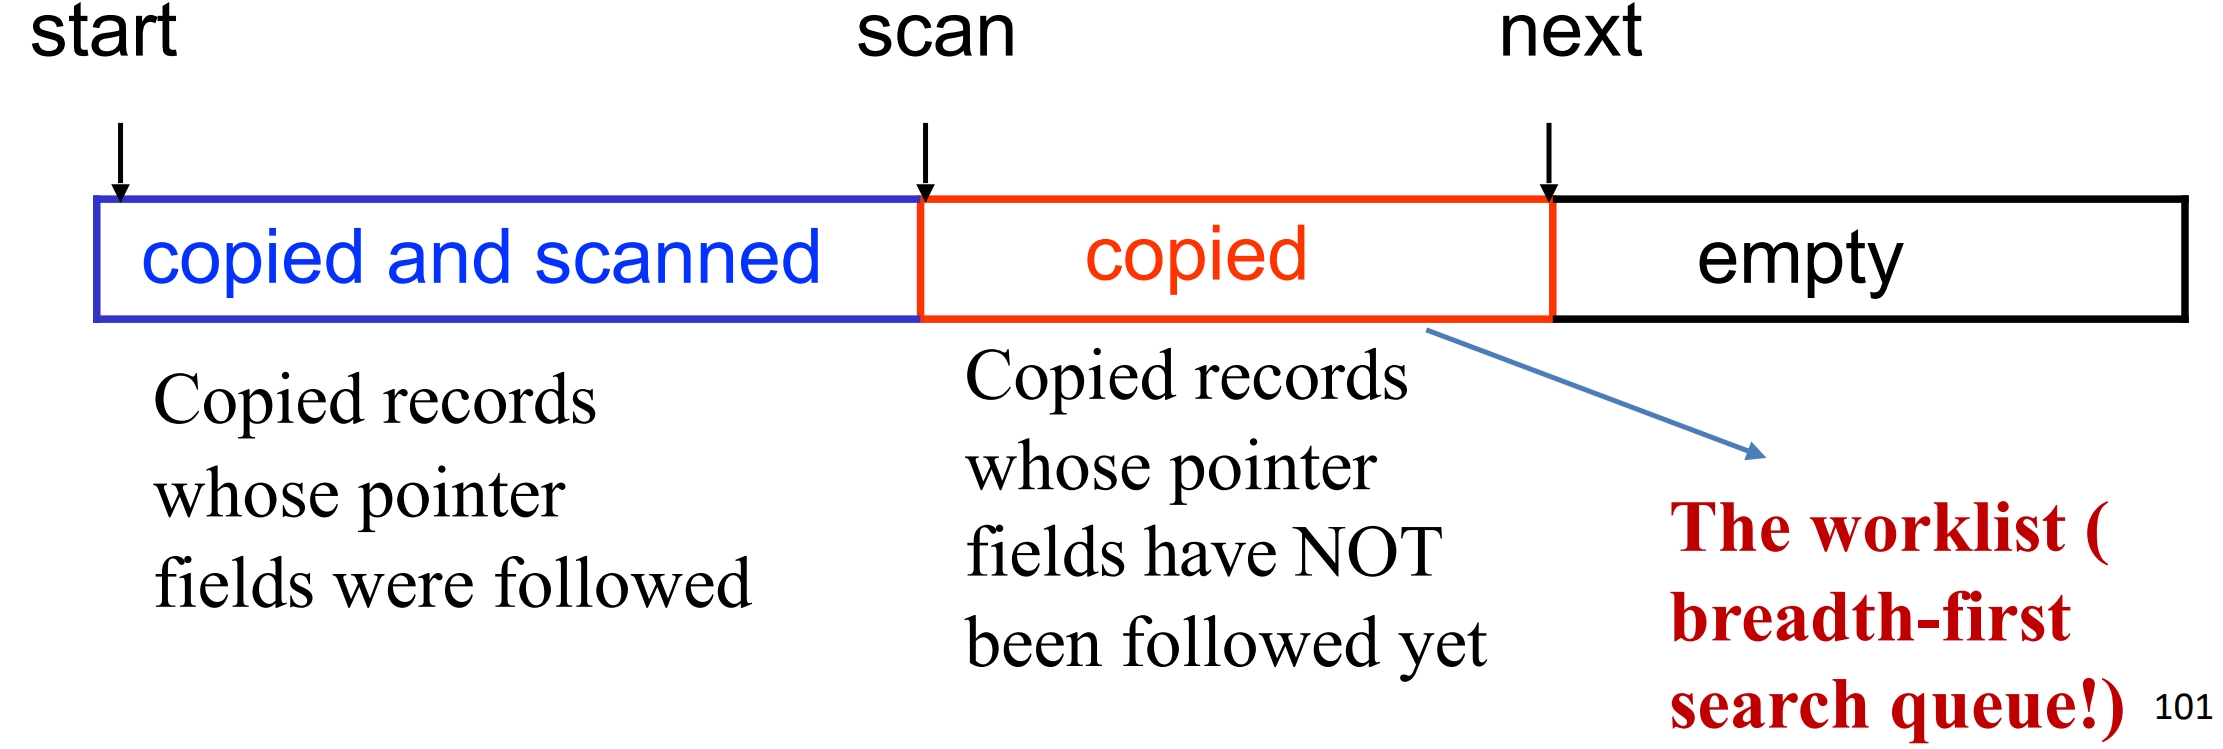 start scan next
copied and scanned copied empty
Copied records
whose pointer
fields were followed
Copied records
whose pointer
fields have NOT
been followed yet
The worklist (
breadth-first
search queue!)
101